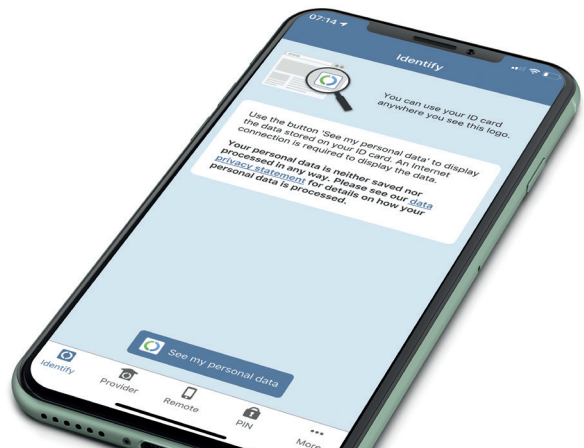 07:14
Identify
You can use your ID card
anywhere you see this logo.
Use the button 'See my personal data' to display
the data stored on your ID card. An internet
connection is required to display the data.
Your personal data is neither saved nor
processed in any way. Please see our data
privacy statement for details on how your
personal data is processed.
See my personal data
Identify
Provider
Remote
PIN
More